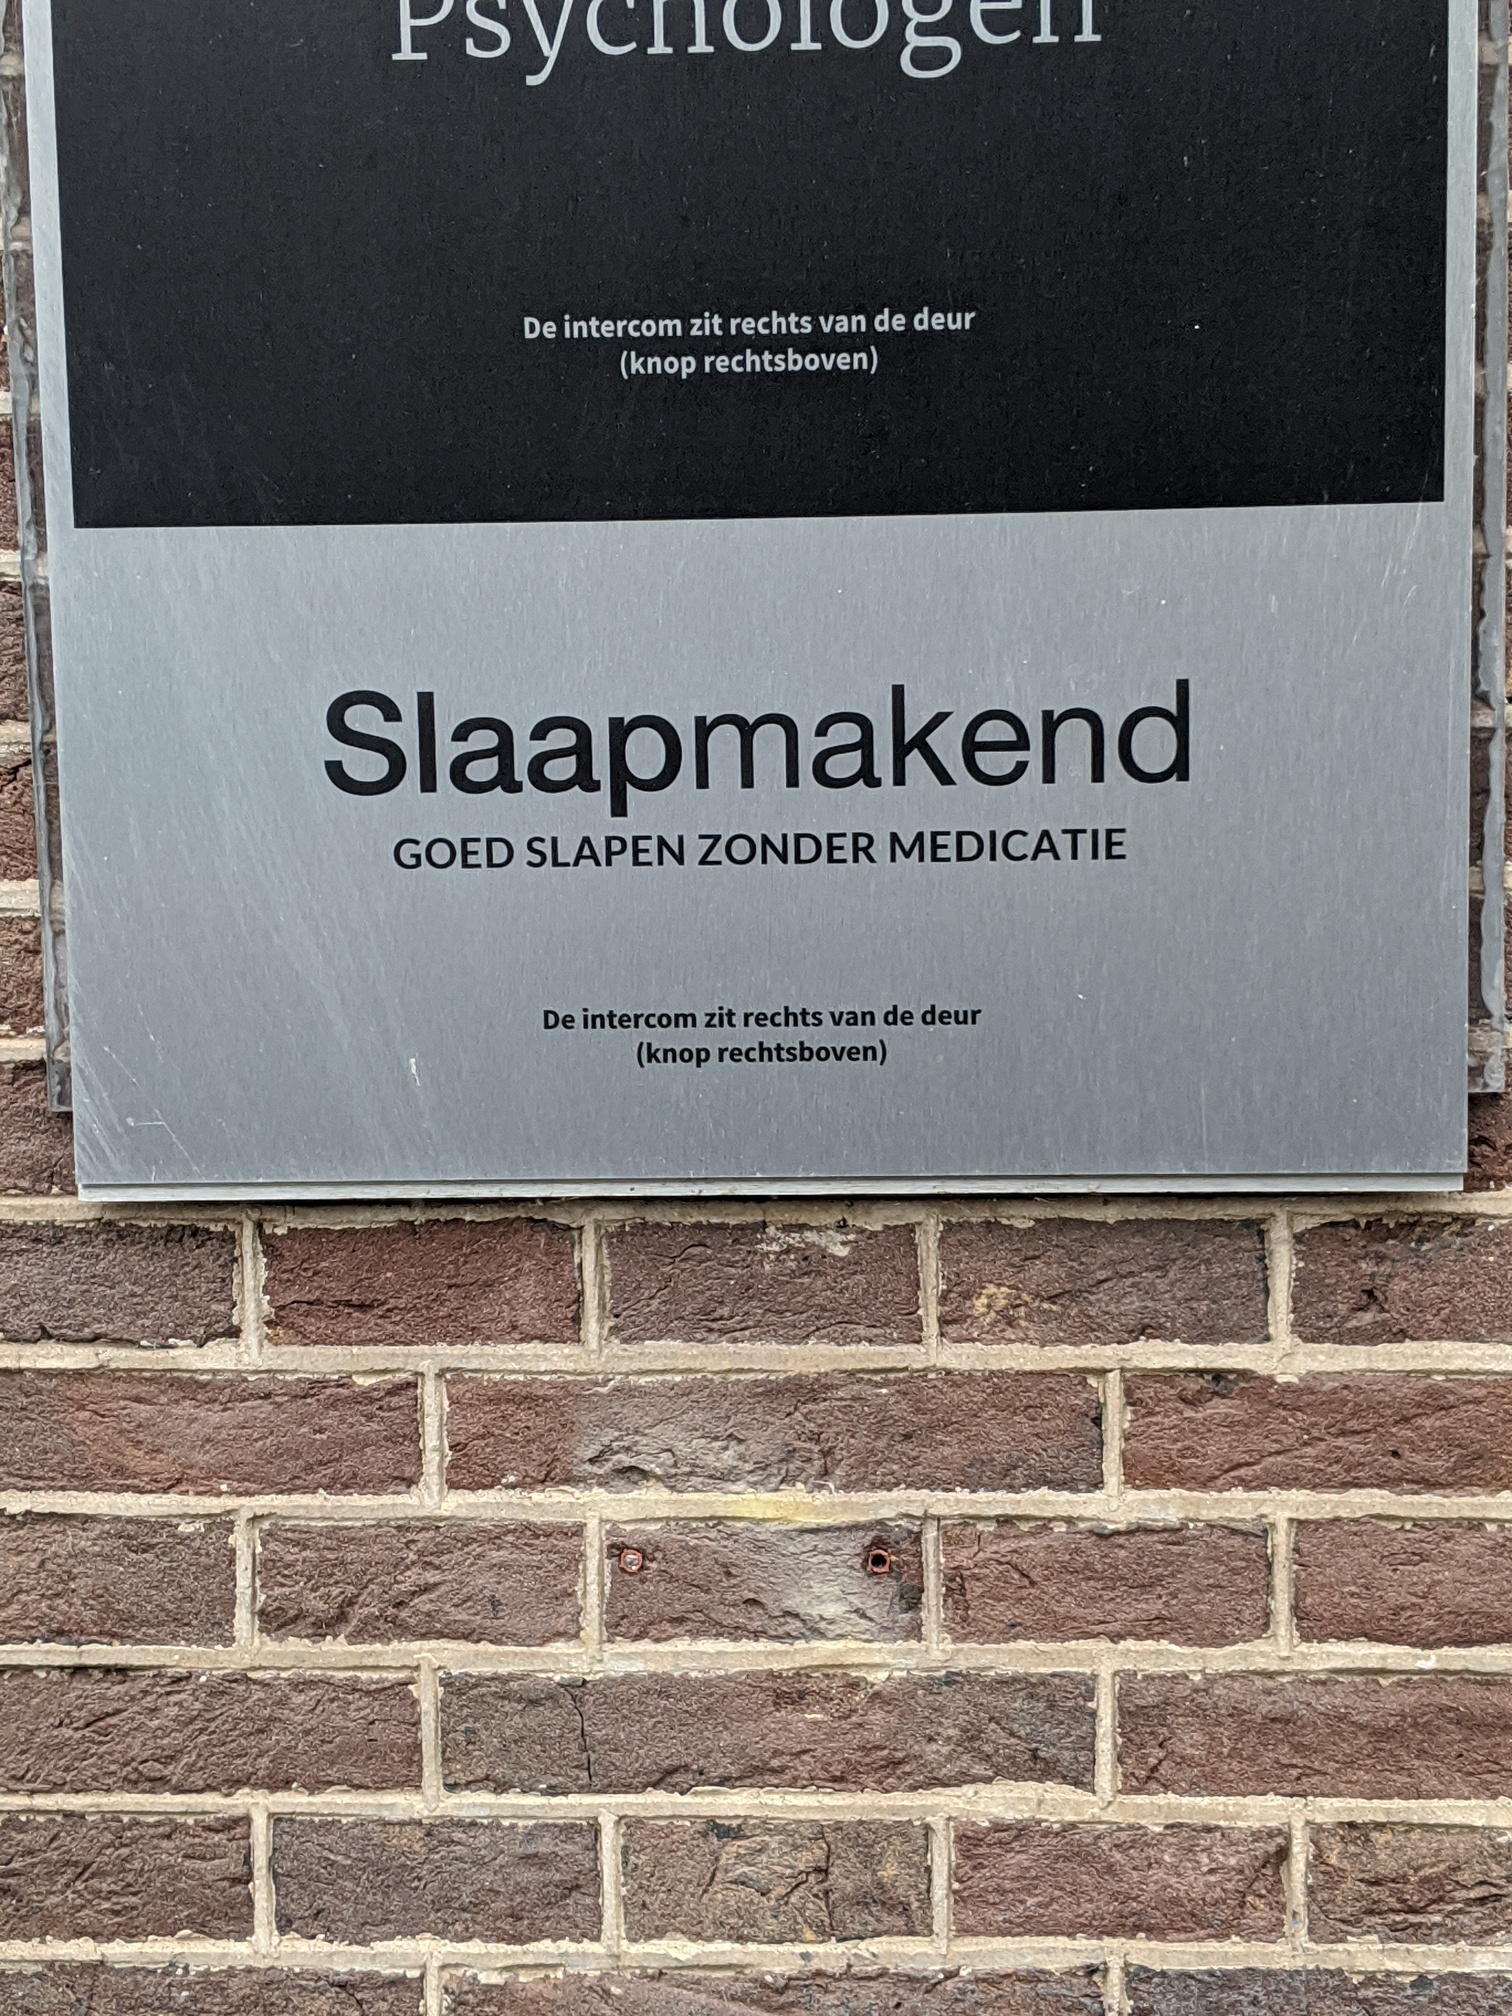 Psychologen
De intercom zit rechts van de deur
(knop rechtsboven)
Slaapmakend
GOED SLAPEN ZONDER MEDICATIE
De intercom zit rechts van de deur
(knop rechtsboven)